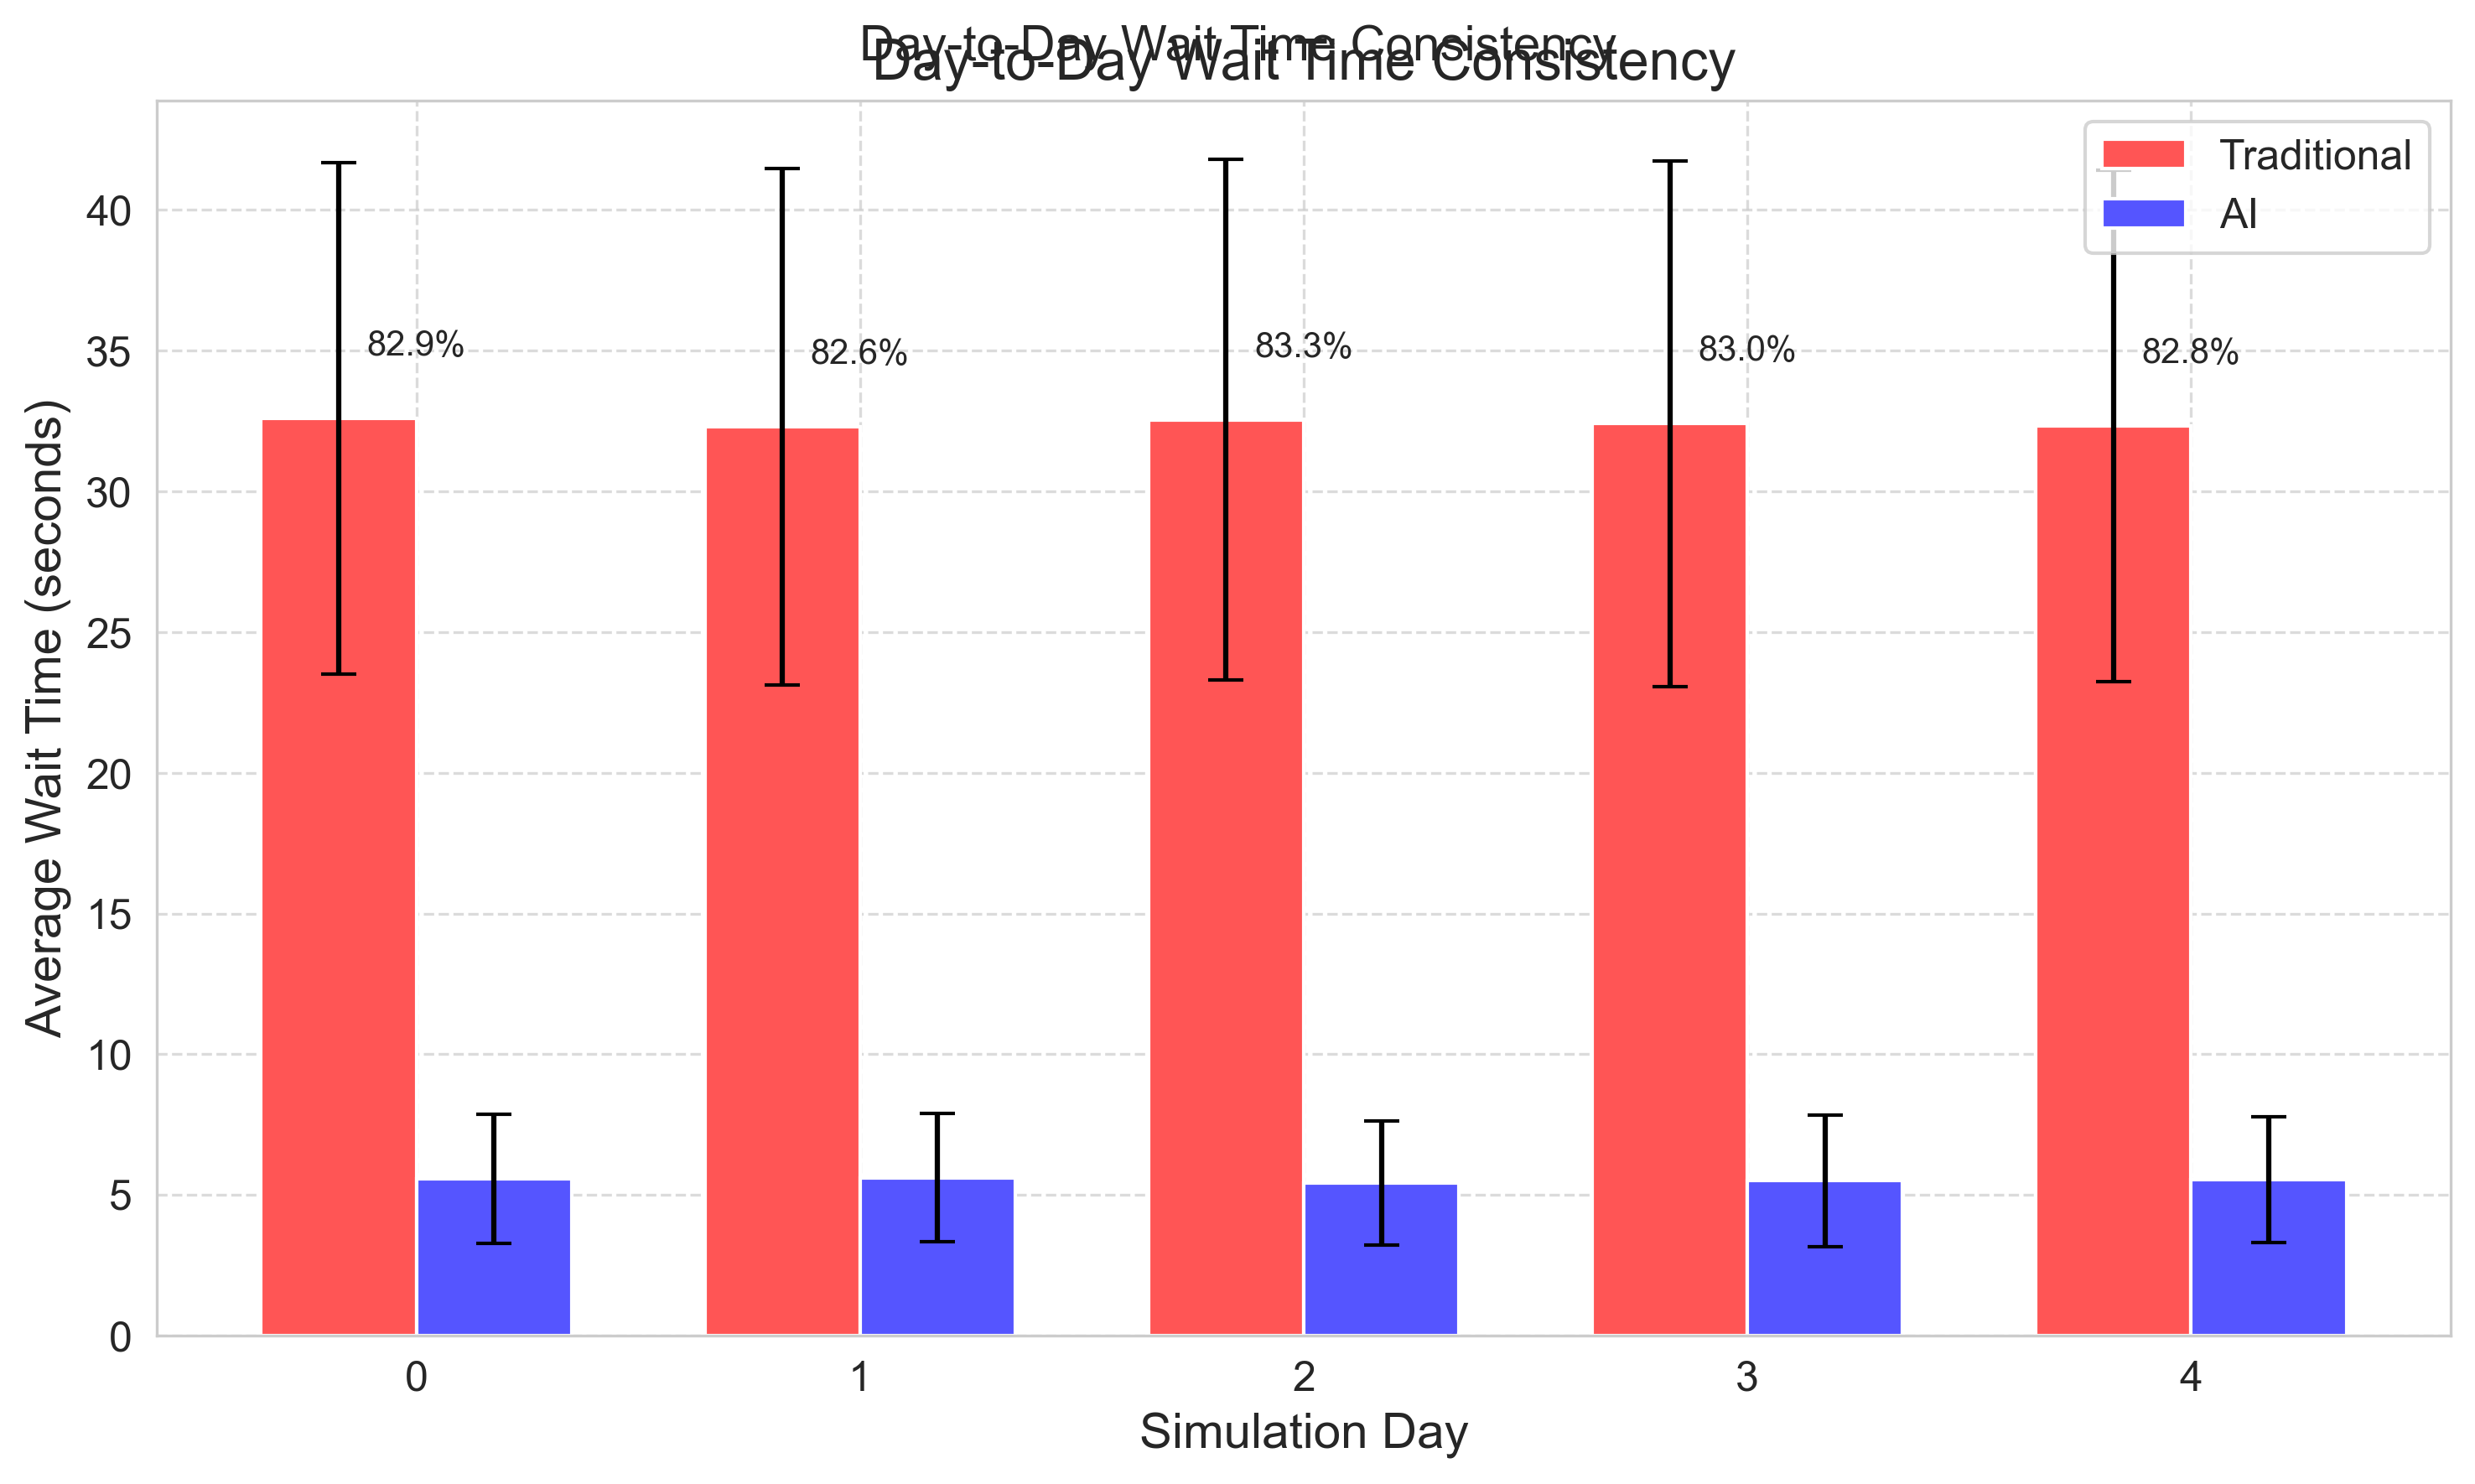 Day-to-Day Wait Time Consistency
Day-to-Day Wait Time Consistency
Traditional
AI
82.9%
82.6%
83.3%
83.0%
82.8%
Average Wait Time (seconds)
40
35
30
25
20
15
10
5
0
0 1 2 3 4
Simulation Day